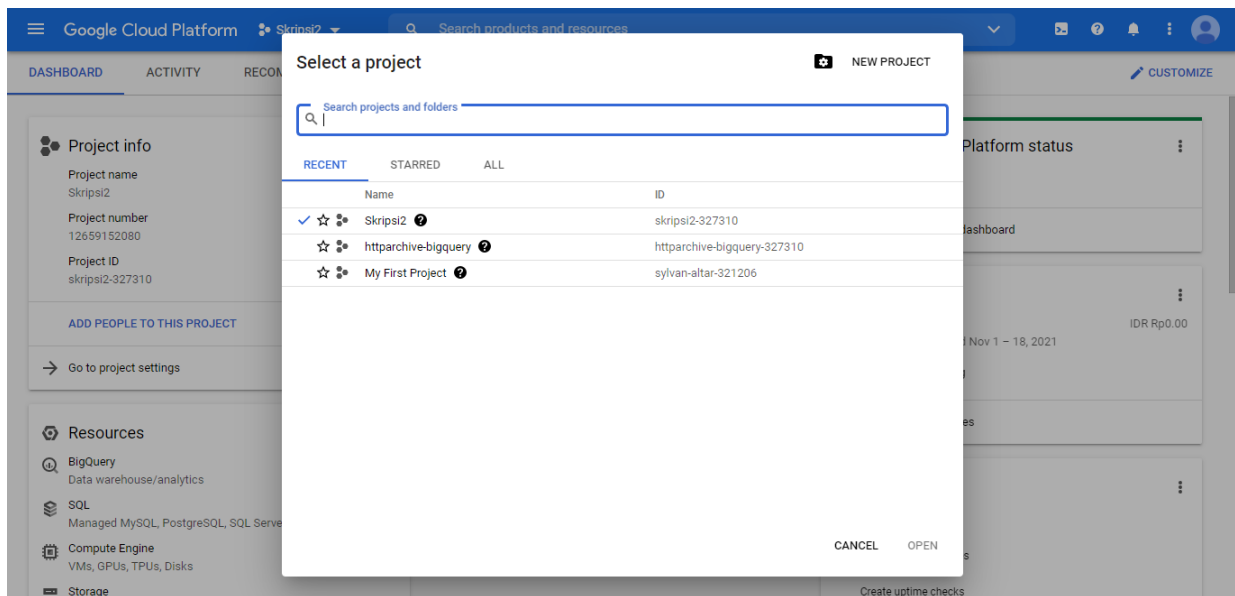 Google Cloud Platform
Skripsi2
Search products and resources
DASHBOARD
ACTIVITY
RECOM
CUSTOMIZE
Select a project
NEW PROJECT
Search projects and folders
RECENT
STARRED
ALL
Name ID
Skripsi2 skripsi2-327310
httparchive-bigquery httparchive-bigquery-327310
My First Project sylvan-altar-321206
CANCEL
OPEN
Project info
Project name
Skripsi2
Project number
12659152080
Project ID
skripsi2-327310
ADD PEOPLE TO THIS PROJECT
Go to project settings
Resources
BigQuery
Data warehouse/analytics
SQL
Managed MySQL, PostgreSQL, SQL Serve
Compute Engine
VMs, GPUs, TPUs, Disks
Storage
Platform status
dashboard
IDR Rp0.00
Nov 1 – 18, 2021
es
s
Create uptime checks